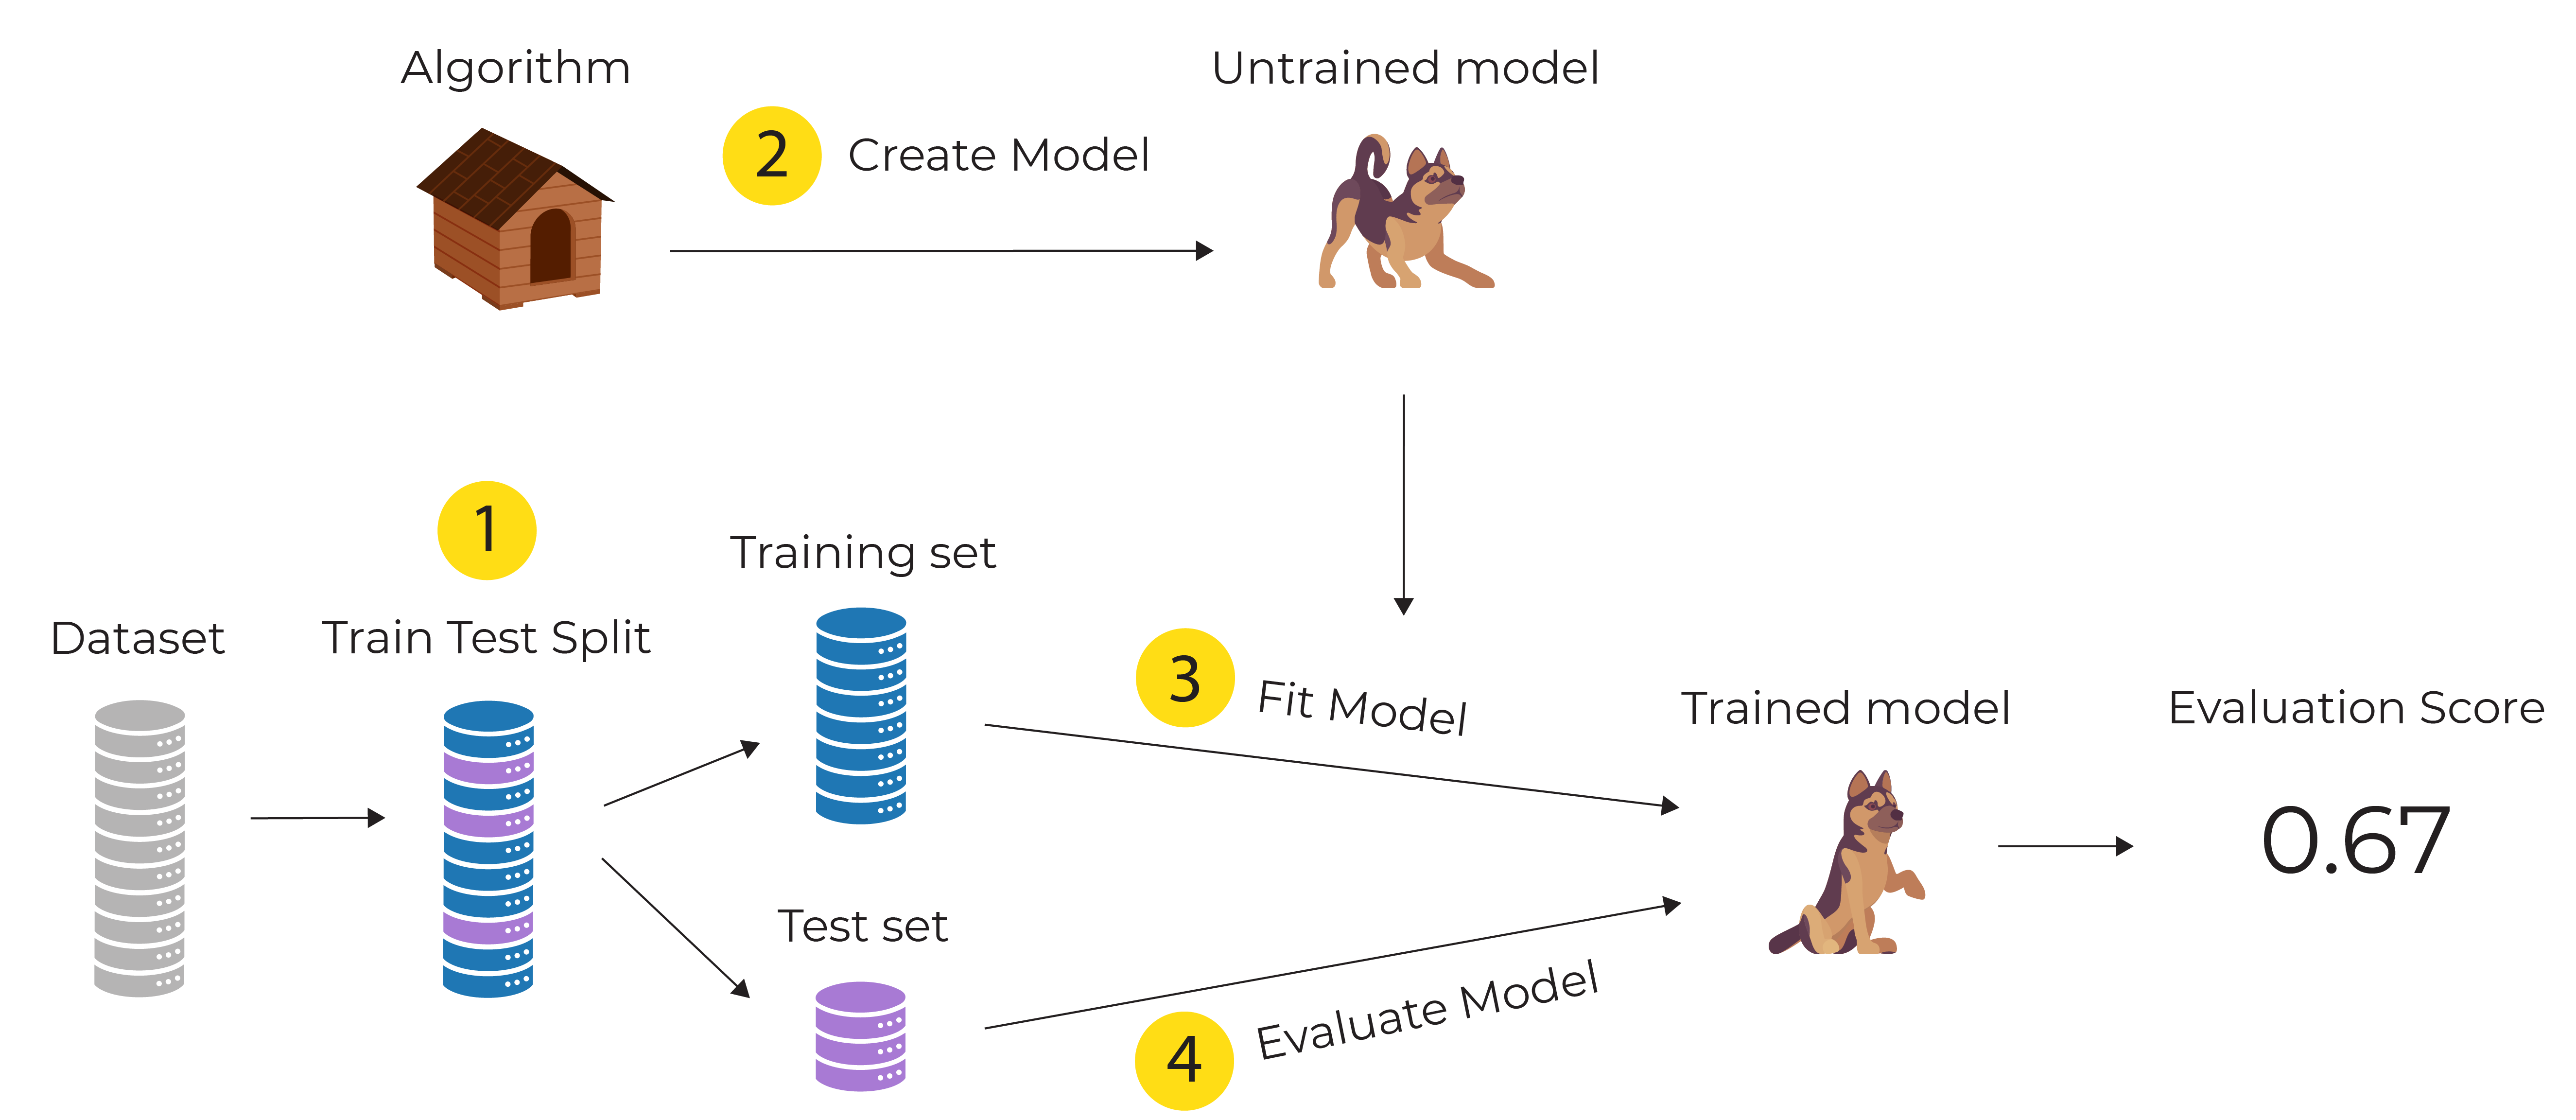 Algorithm
Untrained model
2
Create Model
1
Training set
Dataset
Train Test Split
3
Fit Model
Trained model
Evaluation Score
0.67
Test set
4
Evaluate Model